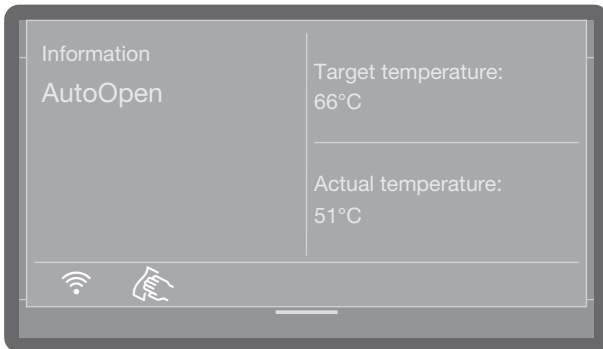 Information
AutoOpen
Target temperature:
66°C
Actual temperature:
51°C